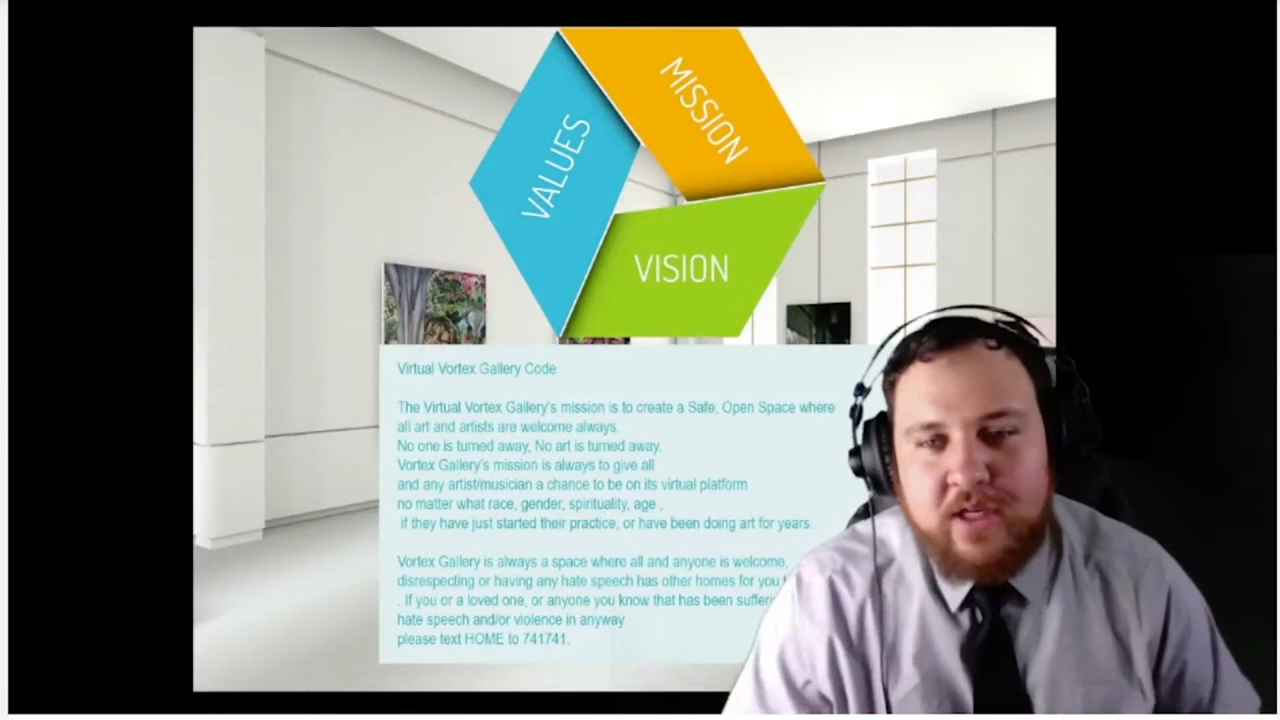 MISSION
VALUES
VISION
Virtual Vortex Gallery Code
The Virtual Vortex Gallery's mission is to create a Safe, Open Space where
all art and artists are welcome always.
No one is turned away, No art is turned away.
Vortex Gallery's mission is always to give all
and any artist/musician a chance to be on its virtual platform
no matter what race, gender, spirituality, age .
if they have just started their practice, or have been doing art for years.
Vortex Gallery is always a space where all and anyone is welcome,
disrespecting or having any hate speech has other homes for you
. If you or a loved one, or anyone you know that has been
hate speech and/or violence in anyway
please text HOME to 741741.